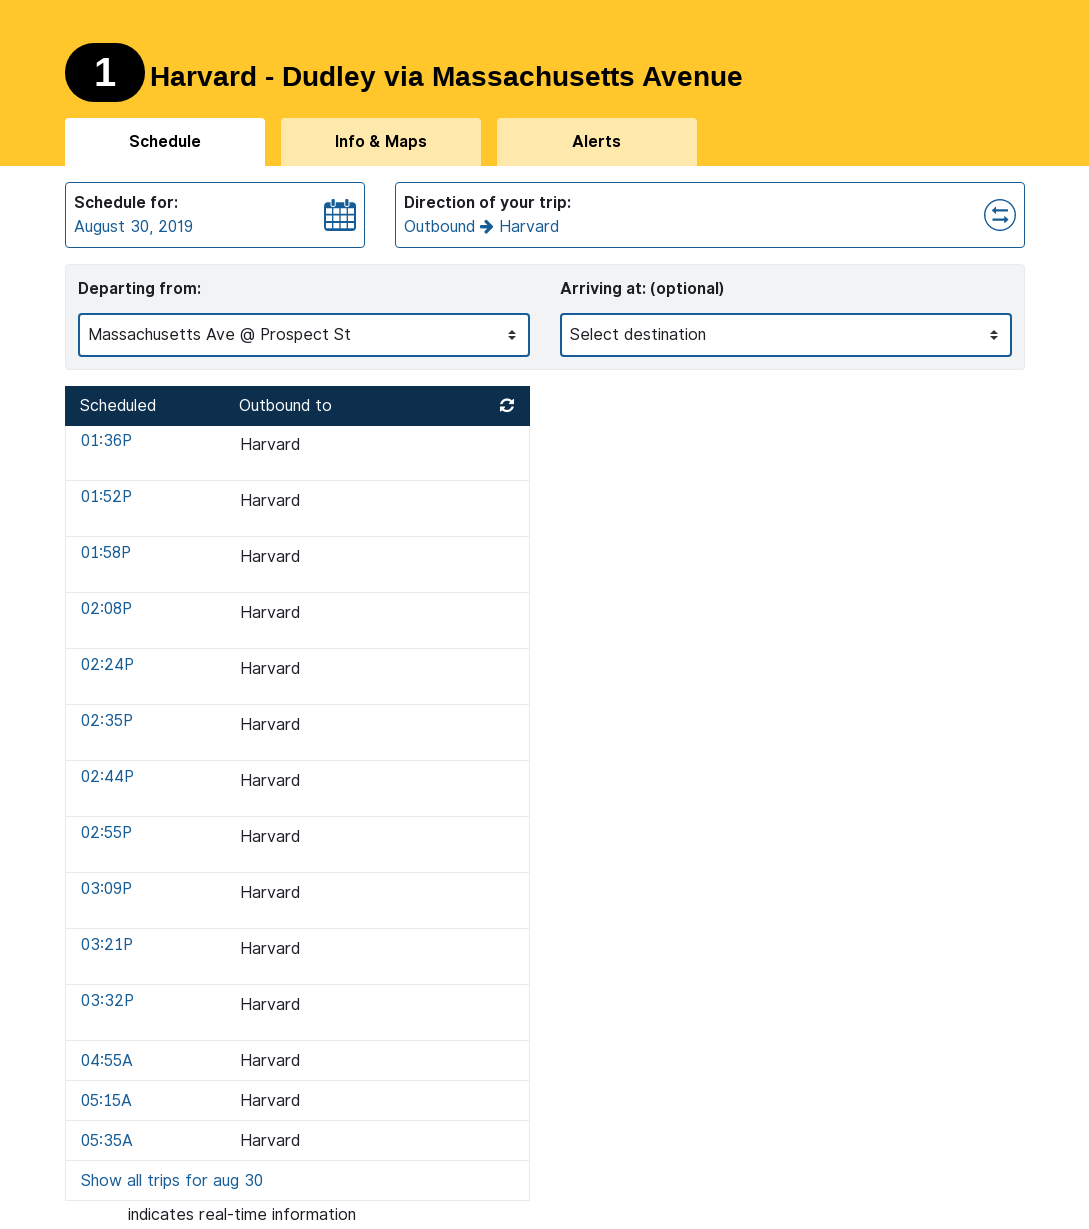 1 Harvard - Dudley via Massachusetts Avenue
Schedule Info & Maps Alerts
Schedule for:
August 30, 2019
Direction of your trip:
Outbound Harvard
Departing from:
Massachusetts Ave @ Prospect St
Arriving at: (optional)
Select destination
Scheduled Outbound to
01:36P Harvard
01:52P Harvard
01:58P Harvard
02:08P Harvard
02:24P Harvard
02:35P Harvard
02:44P Harvard
02:55P Harvard
03:09P Harvard
03:21P Harvard
03:32P Harvard
04:55A Harvard
05:15A Harvard
05:35A Harvard
Show all trips for aug 30
indicates real-time information